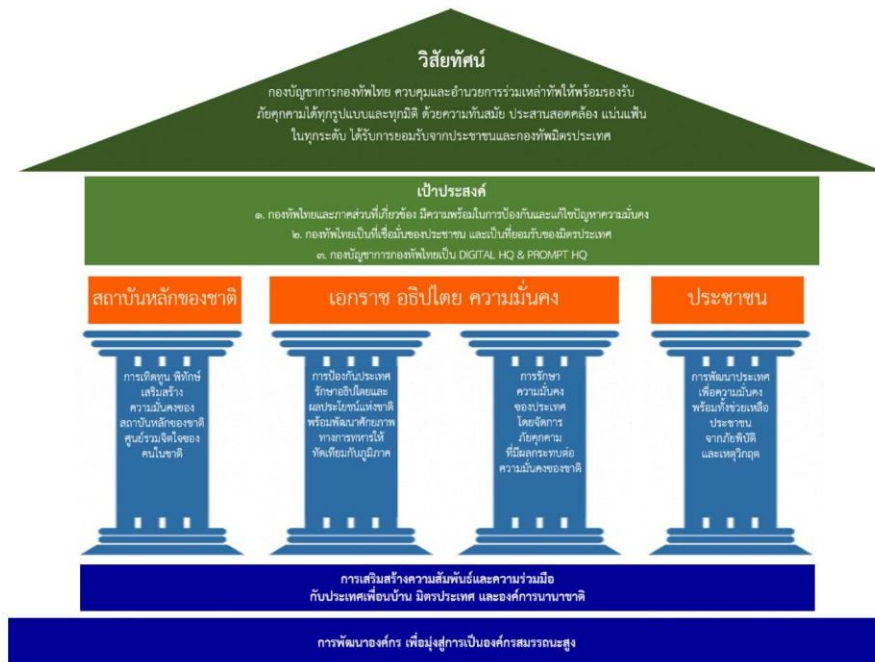 วิสัยทัศน์
กองบัญชาการกองทัพไทย ควบคุมและอำนวยการร่วมเหล่าทัพให้พร้อมรองรับ
ภัยคุกคามได้ทุกรูปแบบและทุกมิติ ด้วยความทันสมัย ประสานสอดคล้อง แน่นแฟ้น
ในทุกระดับ ได้รับการยอมรับจากประชาชนและกองทัพมิตรประเทศ
เป้าประสงค์
๑. กองทัพไทยและภาคส่วนที่เกี่ยวข้อง มีความพร้อมในการป้องกันและแก้ไขปัญหาความมั่นคง
๒. กองทัพไทยเป็นที่เชื่อมั่นของประชาชน และเป็นที่ยอมรับของมิตรประเทศ
๓. กองบัญชาการกองทัพไทยเป็น DIGITAL HQ & PROMPT HQ
สถาบันหลักของชาติ
เอกราช อธิปไตย ความมั่นคง
ประชาชน
การเทิดทูน พิทักษ์
เสริมสร้าง
ความมั่นคงของ
สถาบันหลักของชาติ
ศูนย์รวมจิตใจของ
คนในชาติ
การป้องกันประเทศ
รักษาอธิปไตยและ
ผลประโยชน์แห่งชาติ
พร้อมพัฒนาศักยภาพ
ทางการทหารให้
ทัดเทียมกับภูมิภาค
การรักษา
ความมั่นคง
ของประเทศ
โดยจัดการ
ภัยคุกคาม
ที่มีผลกระทบต่อ
ความมั่นคงของชาติ
การพัฒนาประเทศ
เพื่อความมั่นคง
พร้อมทั้งช่วยเหลือ
ประชาชน
จากภัยพิบัติ
และเหตุวิกฤต
การเสริมสร้างความสัมพันธ์และความร่วมมือ
กับประเทศเพื่อนบ้าน มิตรประเทศ และองค์การนานาชาติ
การพัฒนาองค์กร เพื่อมุ่งสู่การเป็นองค์กรสมรรถนะสูง